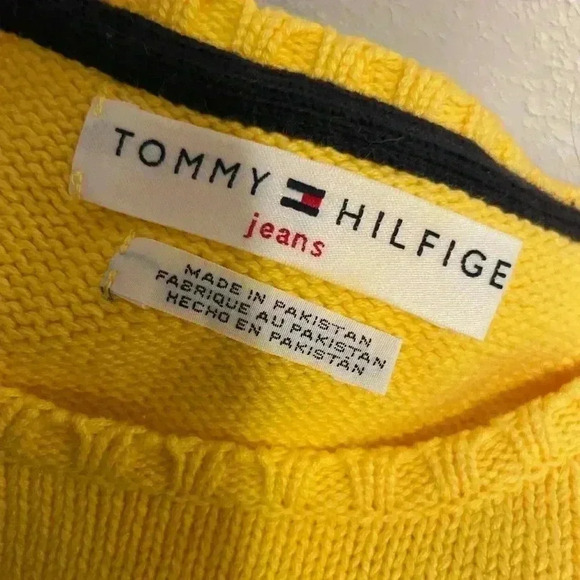 TOMMY HILFIGE
jeans
MADE IN PAKISTAN
FABRIQUE AU PAKISTAN
HECHO EN PAKISTAN